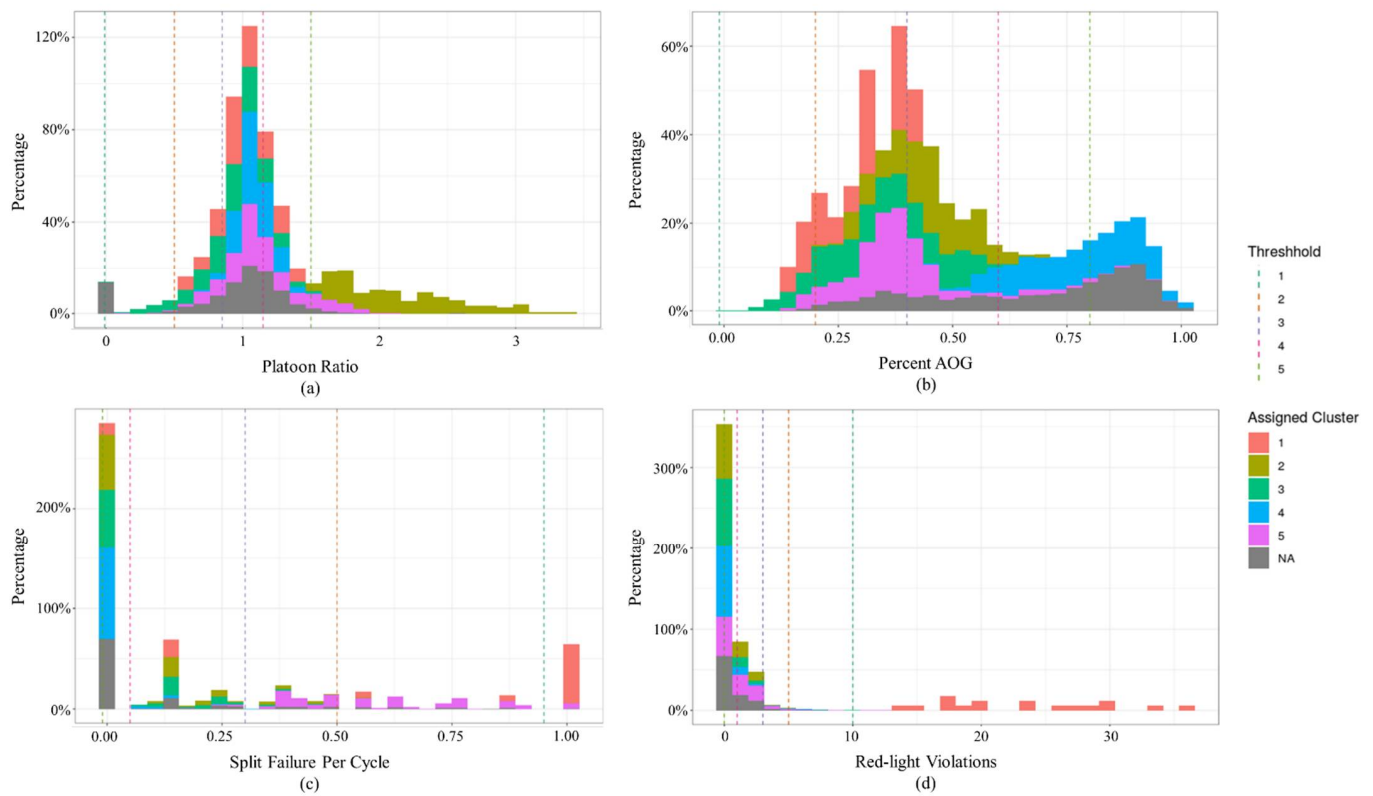 120%
80%
40%
0%
Percentage
0
1
2
3
Platoon Ratio
(a)
60%
40%
20%
0%
Percentage
0.00
0.25
0.50
0.75
1.00
Percent AOG
(b)
200%
100%
0%
Percentage
0.00
0.25
0.50
0.75
1.00
Split Failure Per Cycle
(c)
300%
200%
100%
0%
Percentage
0
10
20
30
Red-light Violations
(d)
Threshhold
1
2
3
4
5
Assigned Cluster
1
2
3
4
5
NA